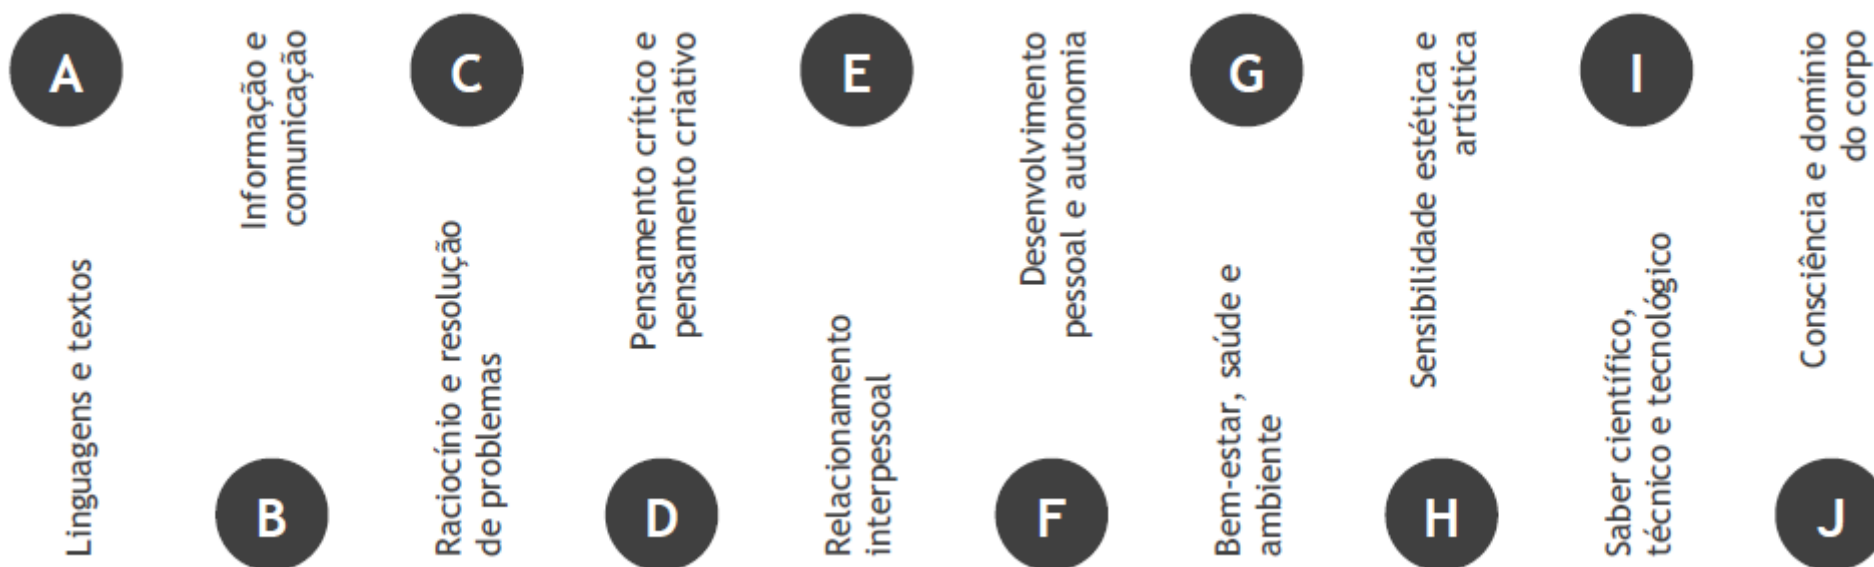 A
Linguagens e textos
Informação e
comunicação
B
C
Raciocínio e resolução
de problemas
Pensamento crítico e
pensamento criativo
D
E
Relacionamento
interpessoal
Desenvolvimento
pessoal e autonomia
F
G
Bem-estar, saúde e
ambiente
Sensibilidade estética e
artística
H
I
Saber científico,
técnico e tecnológico
Consciência e domínio
do corpo
J